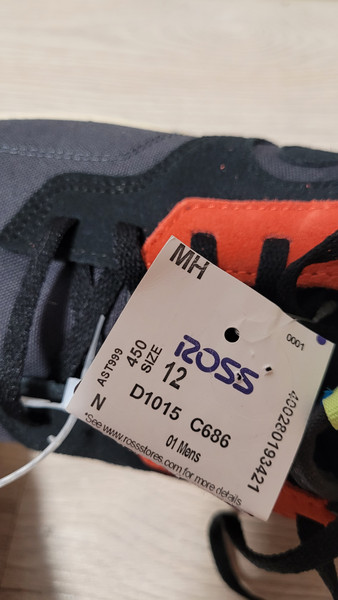 MH
0001
ROSS
450
SIZE
12
AST999
D1015 C686
N
01 Mens
400280193421
*See www.rossstores.com for more details